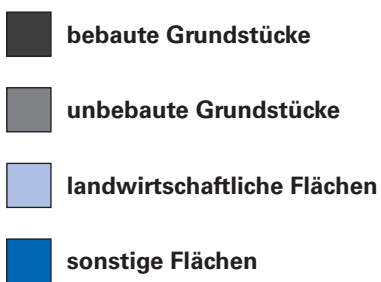 bebaute Grundstücke
unbebaute Grundstücke
landwirtschaftliche Flächen
sonstige Flächen